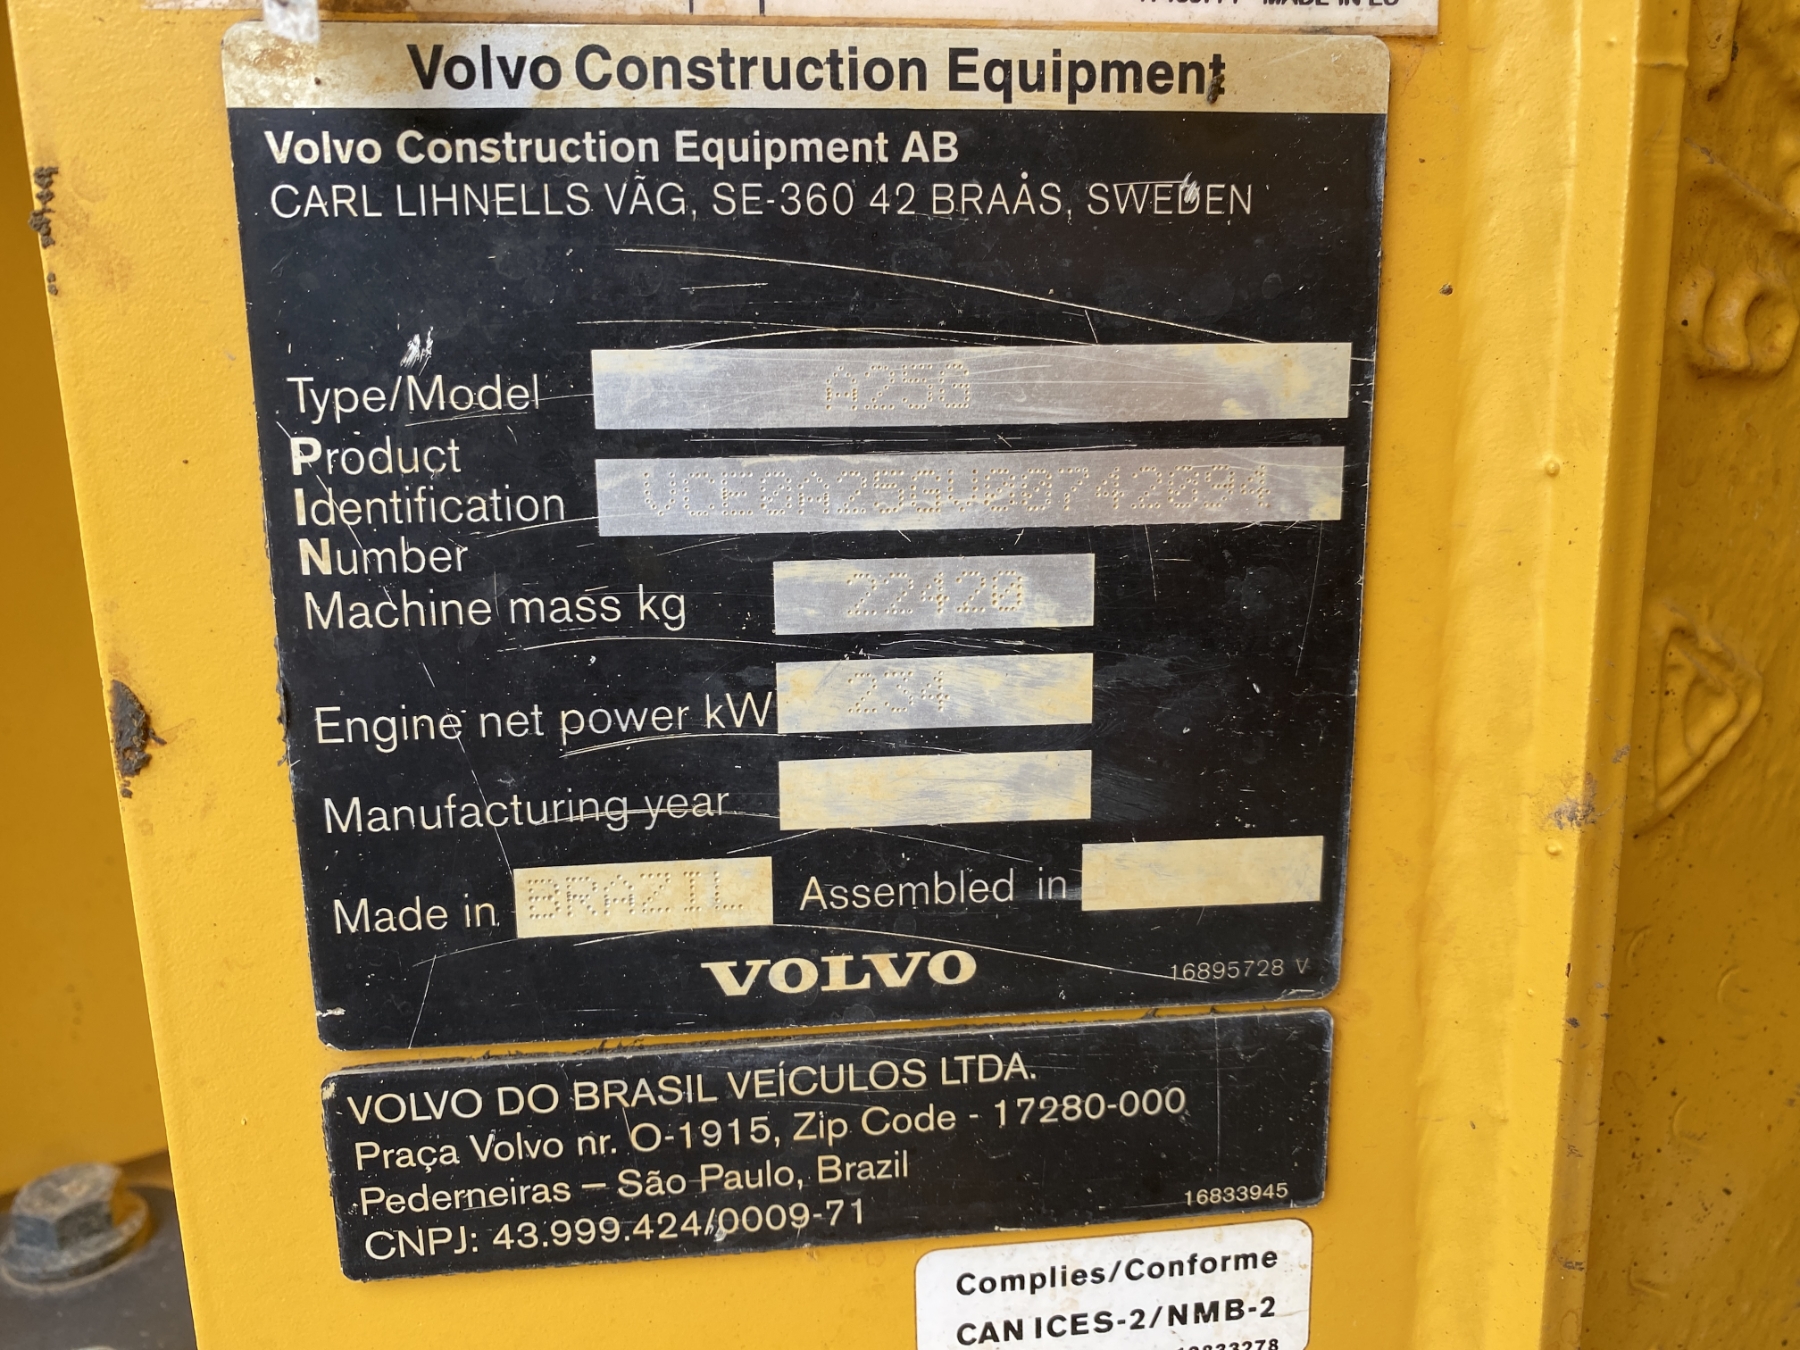 MADE IN EU
Volvo Construction Equipment
Volvo Construction Equipment AB
CARL LIHNELLS VÄG, SE-360 42 BRAÅS, SWEDEN
Type/Model A25G
Product
Identification VCE0A25GV00742094
Number
Machine mass kg 22420
Engine net power kW 234
Manufacturing year
Made in BRAZIL Assembled in
VOLVO 16895728 V
VOLVO DO BRASIL VEÍCULOS LTDA.
Praça Volvo nr. O-1915, Zip Code - 17280-000
Pederneiras – São Paulo, Brazil
CNPJ: 43.999.424/0009-71 16833945
Complies/Conforme
CAN ICES-2/NMB-2